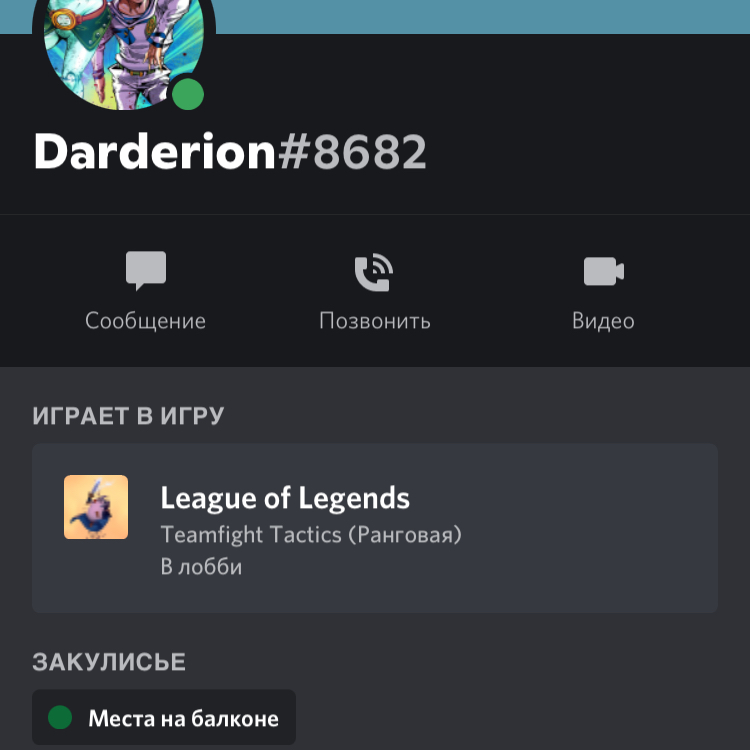 Darderion#8682
Сообщение Позвонить Видео
ИГРАЕТ В ИГРУ
League of Legends
Teamfight Tactics (Ранговая)
В лобби
ЗАКУЛИСЬЕ
Места на балконе